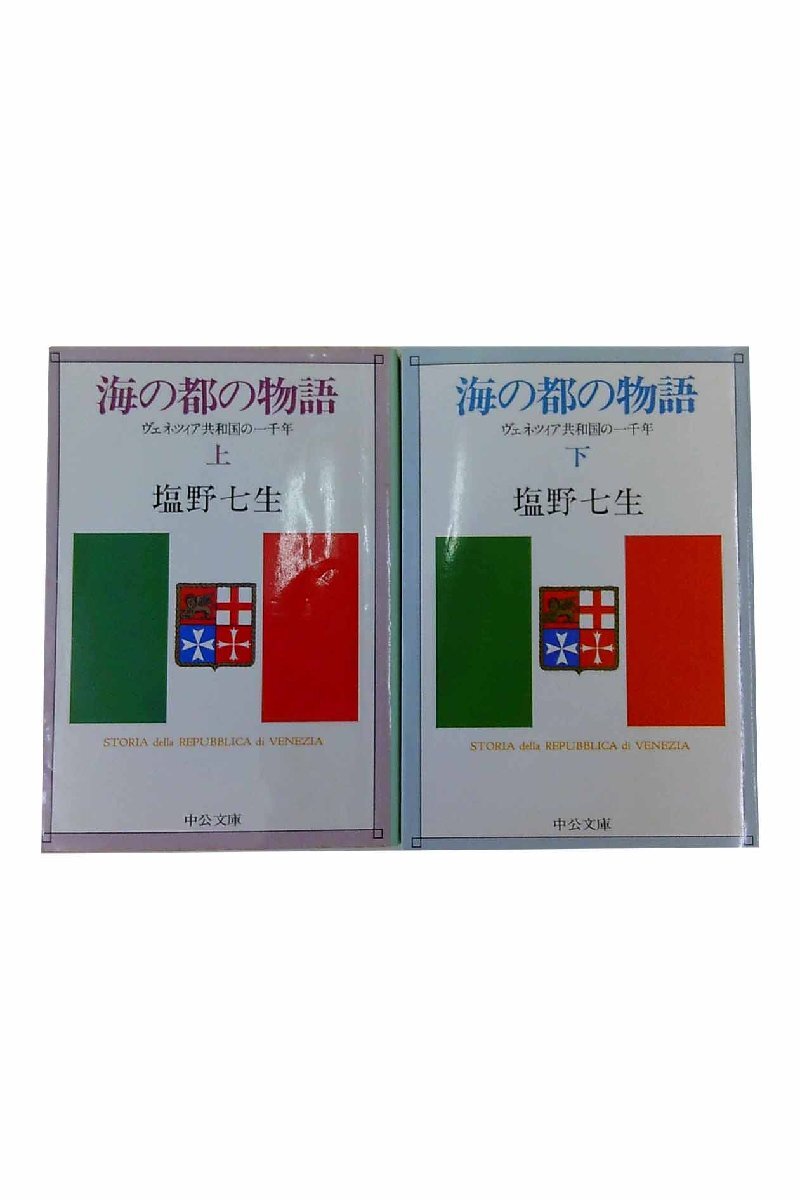 海の都の物語
ヴェネツィア共和国の一千年
上
塩野七生
STORIA della REPUBBLICA di VENEZIA
中公文庫
海の都の物語
ヴェネツィア共和国の一千年
下
塩野七生
STORIA della REPUBBLICA di VENEZIA
中公文庫